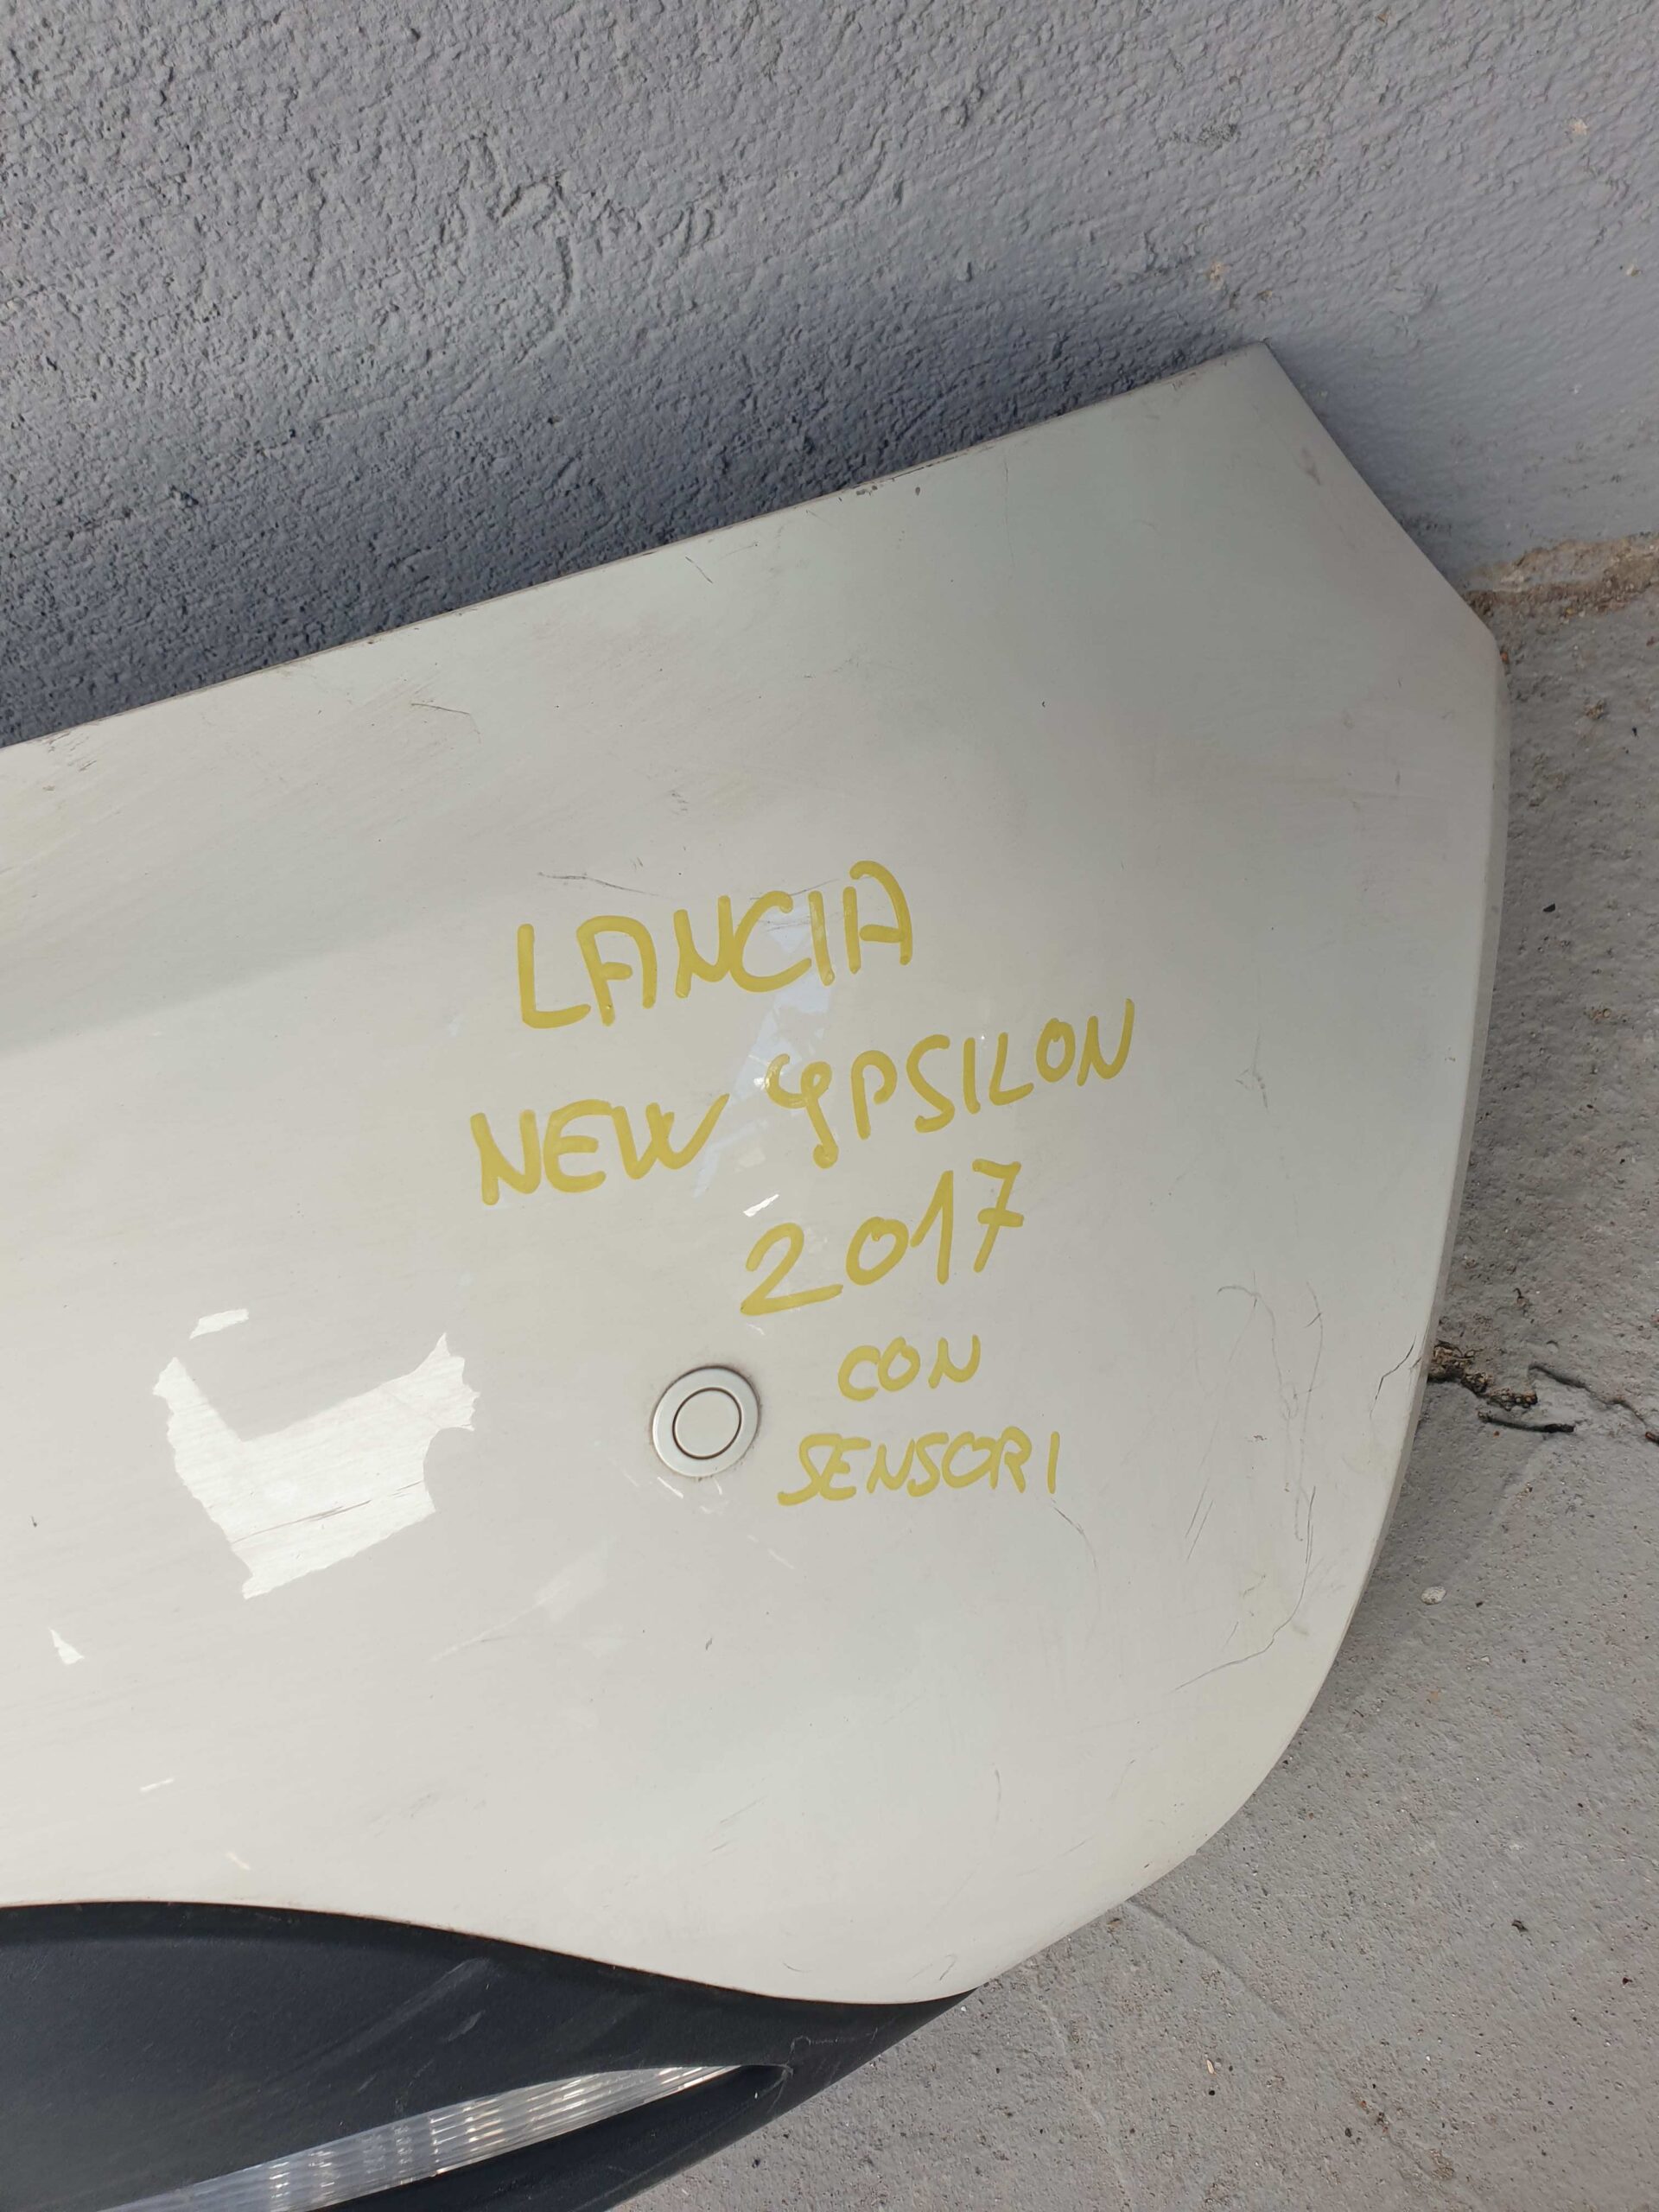 LANCIA
NEW YPSILON
2017
CON
SENSORI